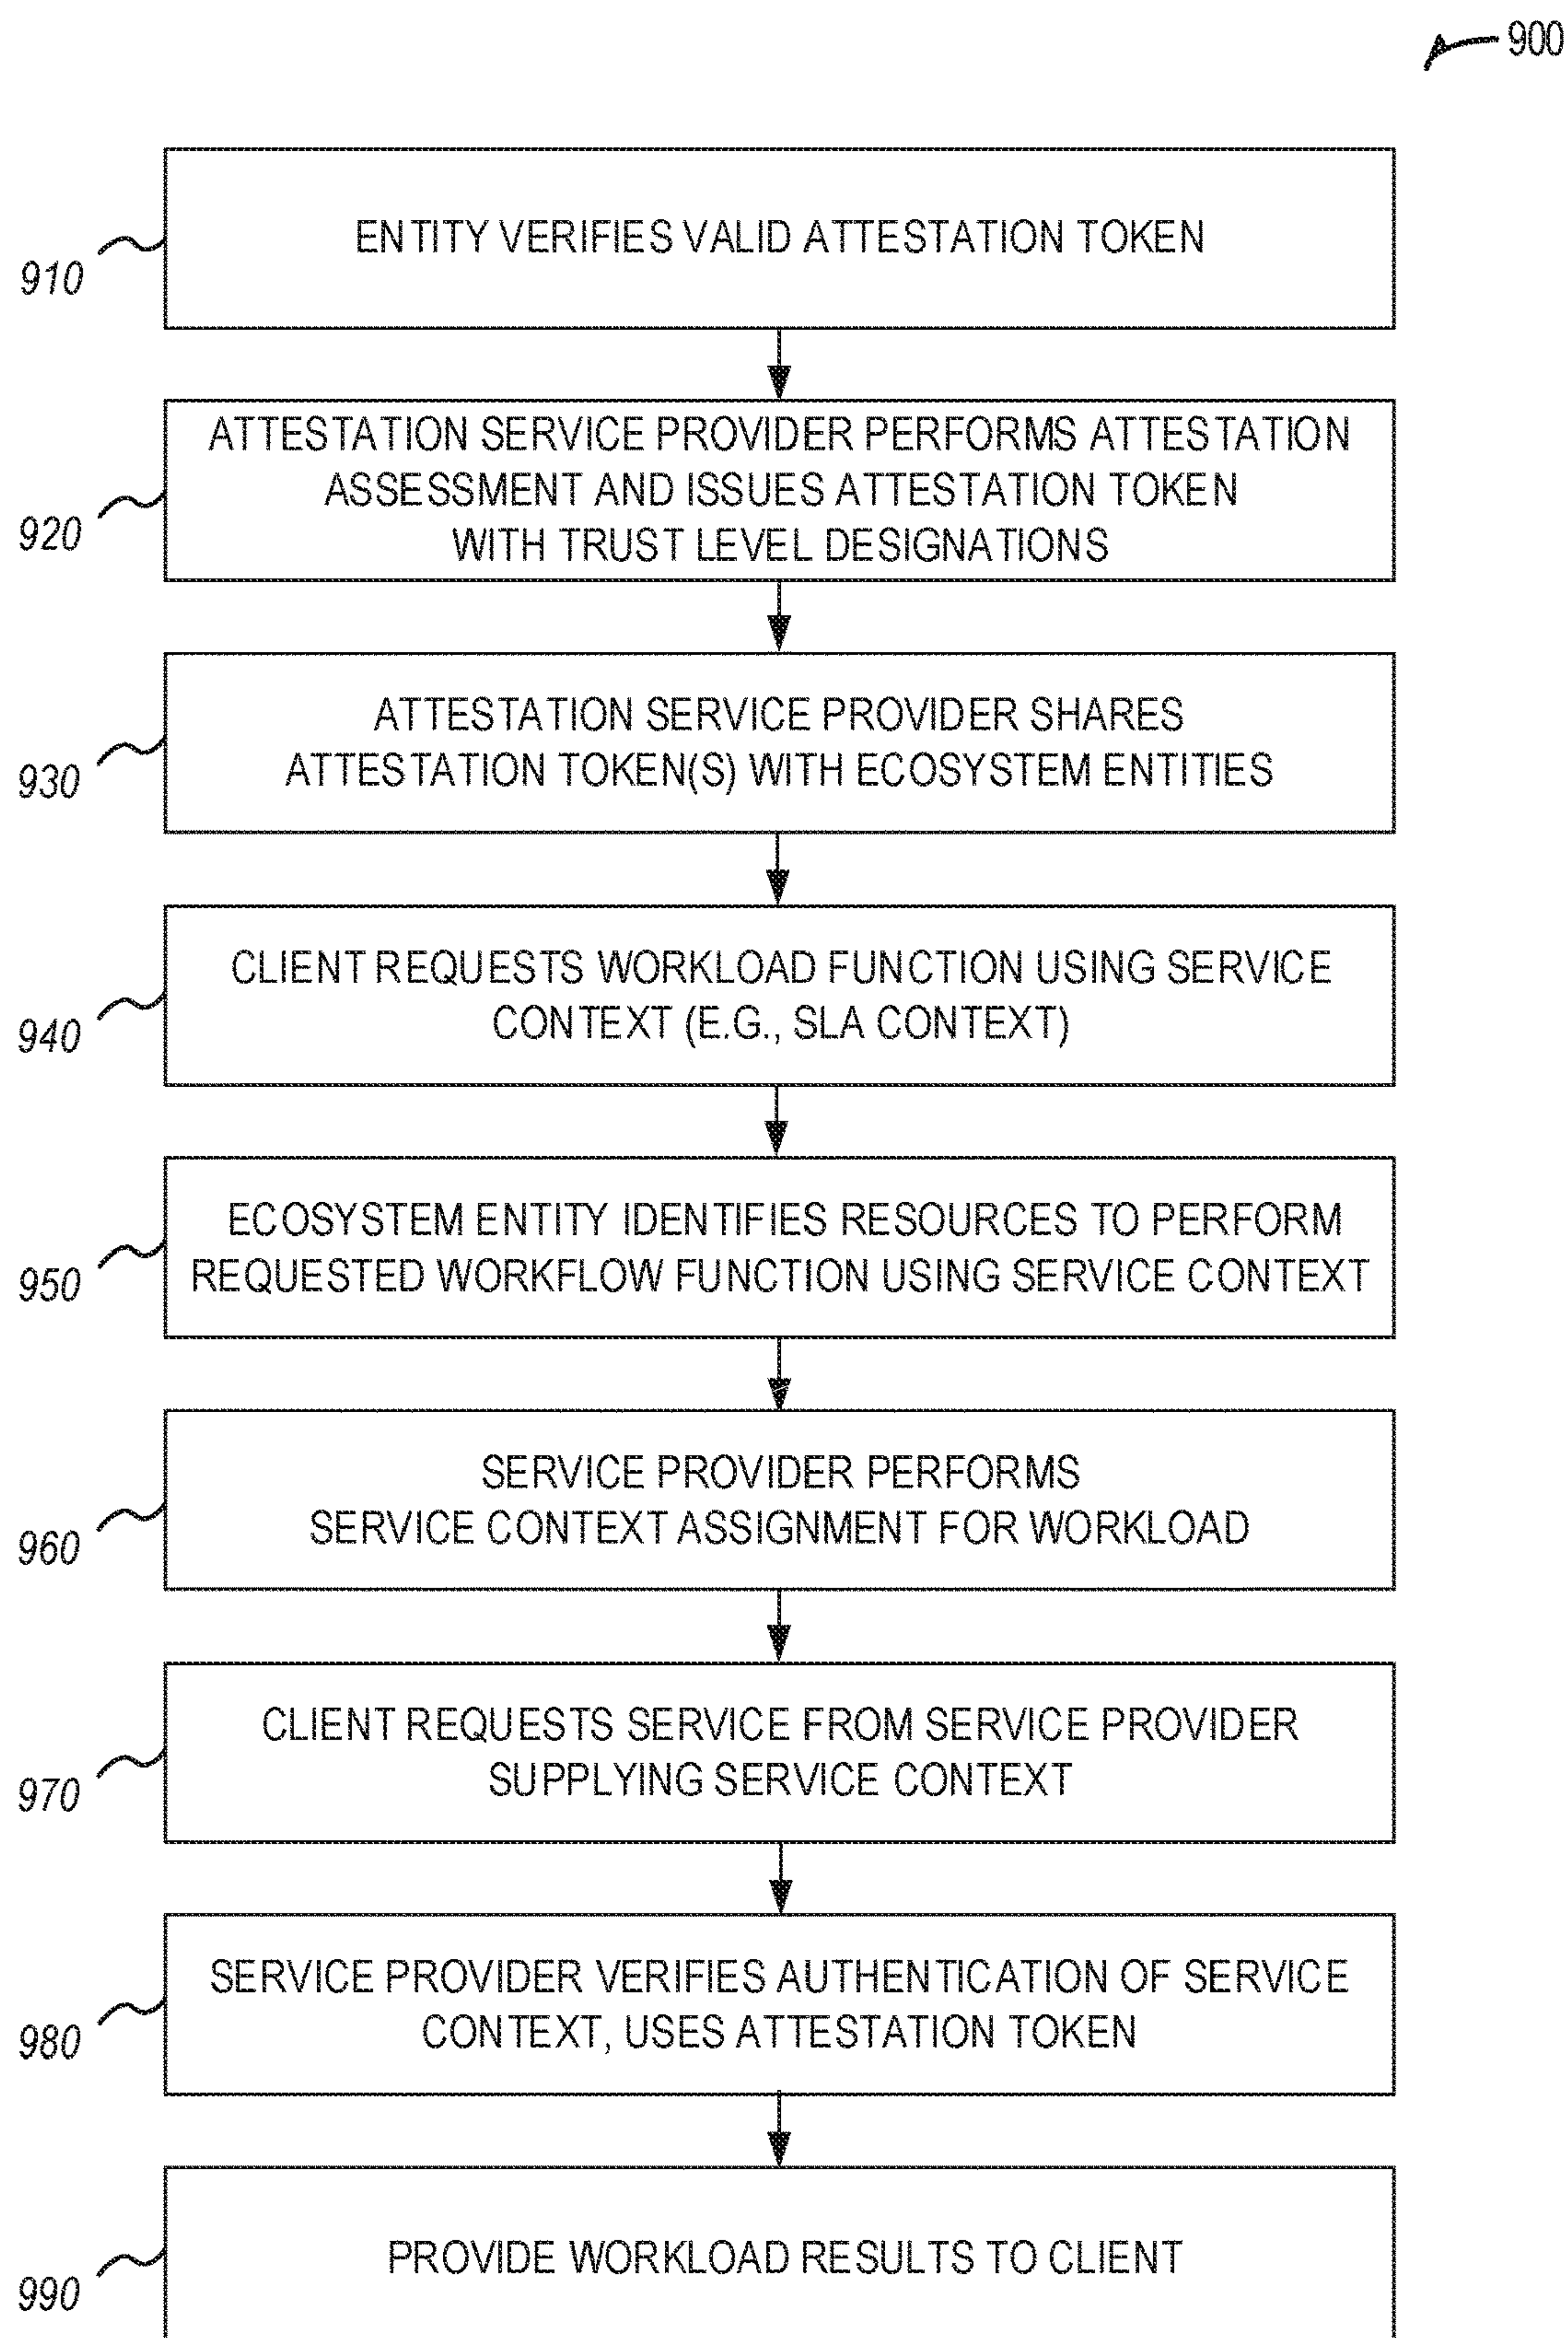 900
910
ENTITY VERIFIES VALID ATTESTATION TOKEN
920
ATTESTATION SERVICE PROVIDER PERFORMS ATTESTATION
ASSESSMENT AND ISSUES ATTESTATION TOKEN
WITH TRUST LEVEL DESIGNATIONS
930
ATTESTATION SERVICE PROVIDER SHARES
ATTESTATION TOKEN(S) WITH ECOSYSTEM ENTITIES
940
CLIENT REQUESTS WORKLOAD FUNCTION USING SERVICE
CONTEXT (E.G., SLA CONTEXT)
950
ECOSYSTEM ENTITY IDENTIFIES RESOURCES TO PERFORM
REQUESTED WORKFLOW FUNCTION USING SERVICE CONTEXT
960
SERVICE PROVIDER PERFORMS
SERVICE CONTEXT ASSIGNMENT FOR WORKLOAD
970
CLIENT REQUESTS SERVICE FROM SERVICE PROVIDER
SUPPLYING SERVICE CONTEXT
980
SERVICE PROVIDER VERIFIES AUTHENTICATION OF SERVICE
CONTEXT, USES ATTESTATION TOKEN
990
PROVIDE WORKLOAD RESULTS TO CLIENT